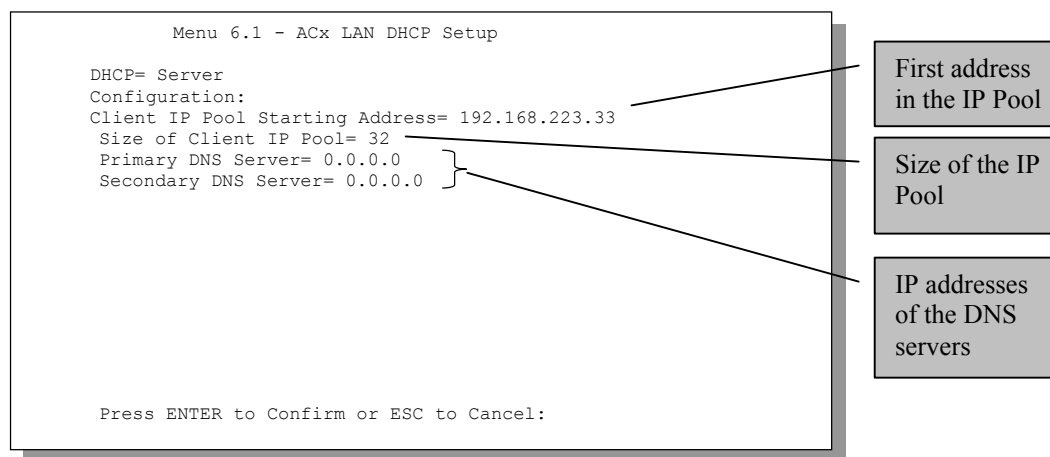 Menu 6.1 - ACx LAN DHCP Setup
DHCP= Server
Configuration:
Client IP Pool Starting Address= 192.168.223.33
Size of Client IP Pool= 32
Primary DNS Server= 0.0.0.0
Secondary DNS Server= 0.0.0.0
Press ENTER to Confirm or ESC to Cancel:
First address
in the IP Pool
Size of the IP
Pool
IP addresses
of the DNS
servers